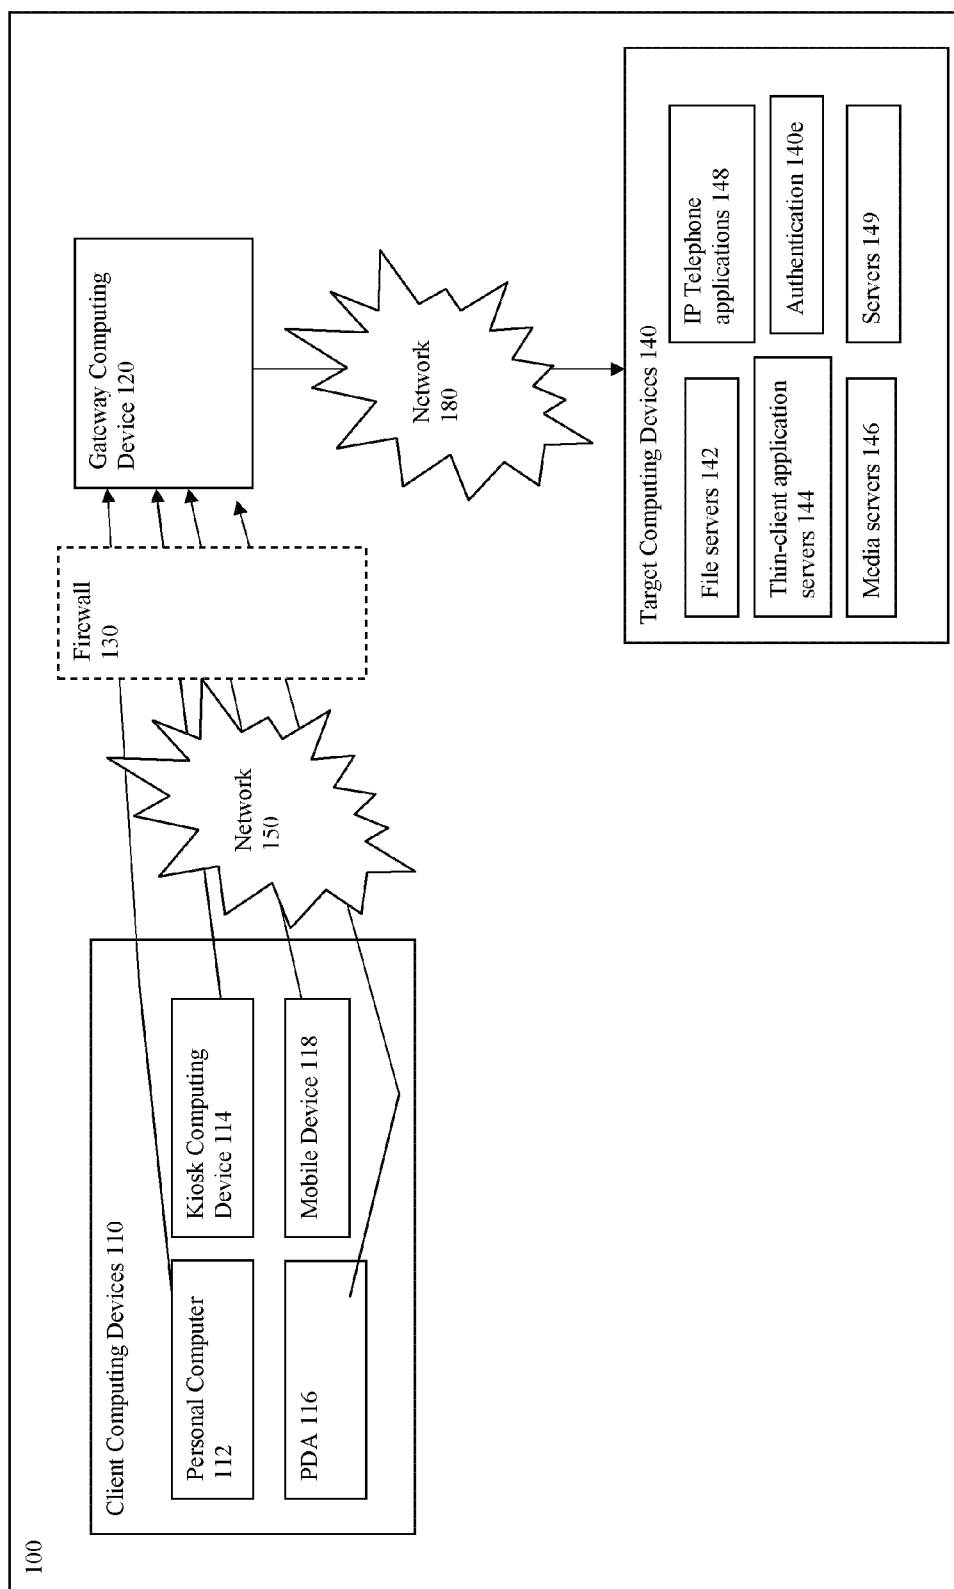 100
Client Computing Devices 110
Personal Computer
112
Kiosk Computing
Device 114
PDA 116
Mobile Device 118
Network
150
Firewall
130
Gateway Computing
Device 120
Network
180
Target Computing Devices 140
File servers 142
IP Telephone
applications 148
Thin-client application
servers 144
Authentication 140e
Media servers 146
Servers 149